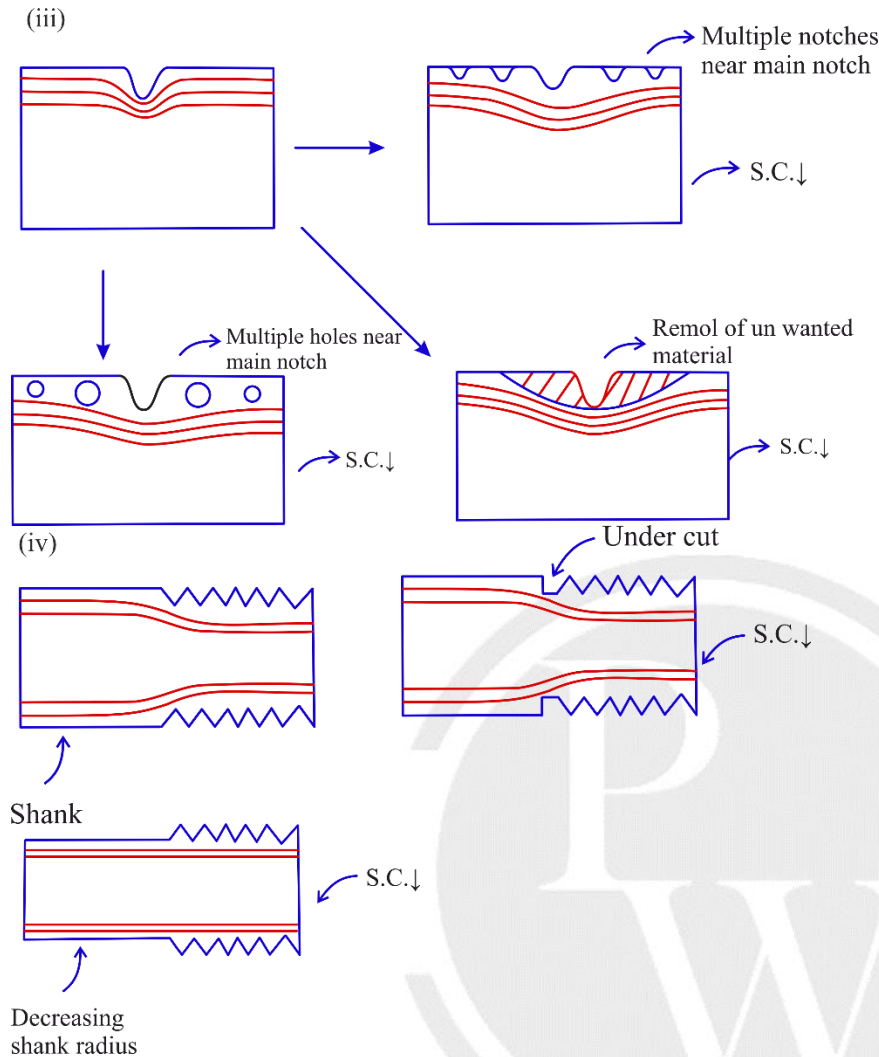 (iii)
Multiple notches
near main notch
S.C.↓
Multiple holes near
main notch
S.C.↓
Remol of un wanted
material
S.C.↓
(iv)
Under cut
S.C.↓
Shank
S.C.↓
Decreasing
shank radius
PW